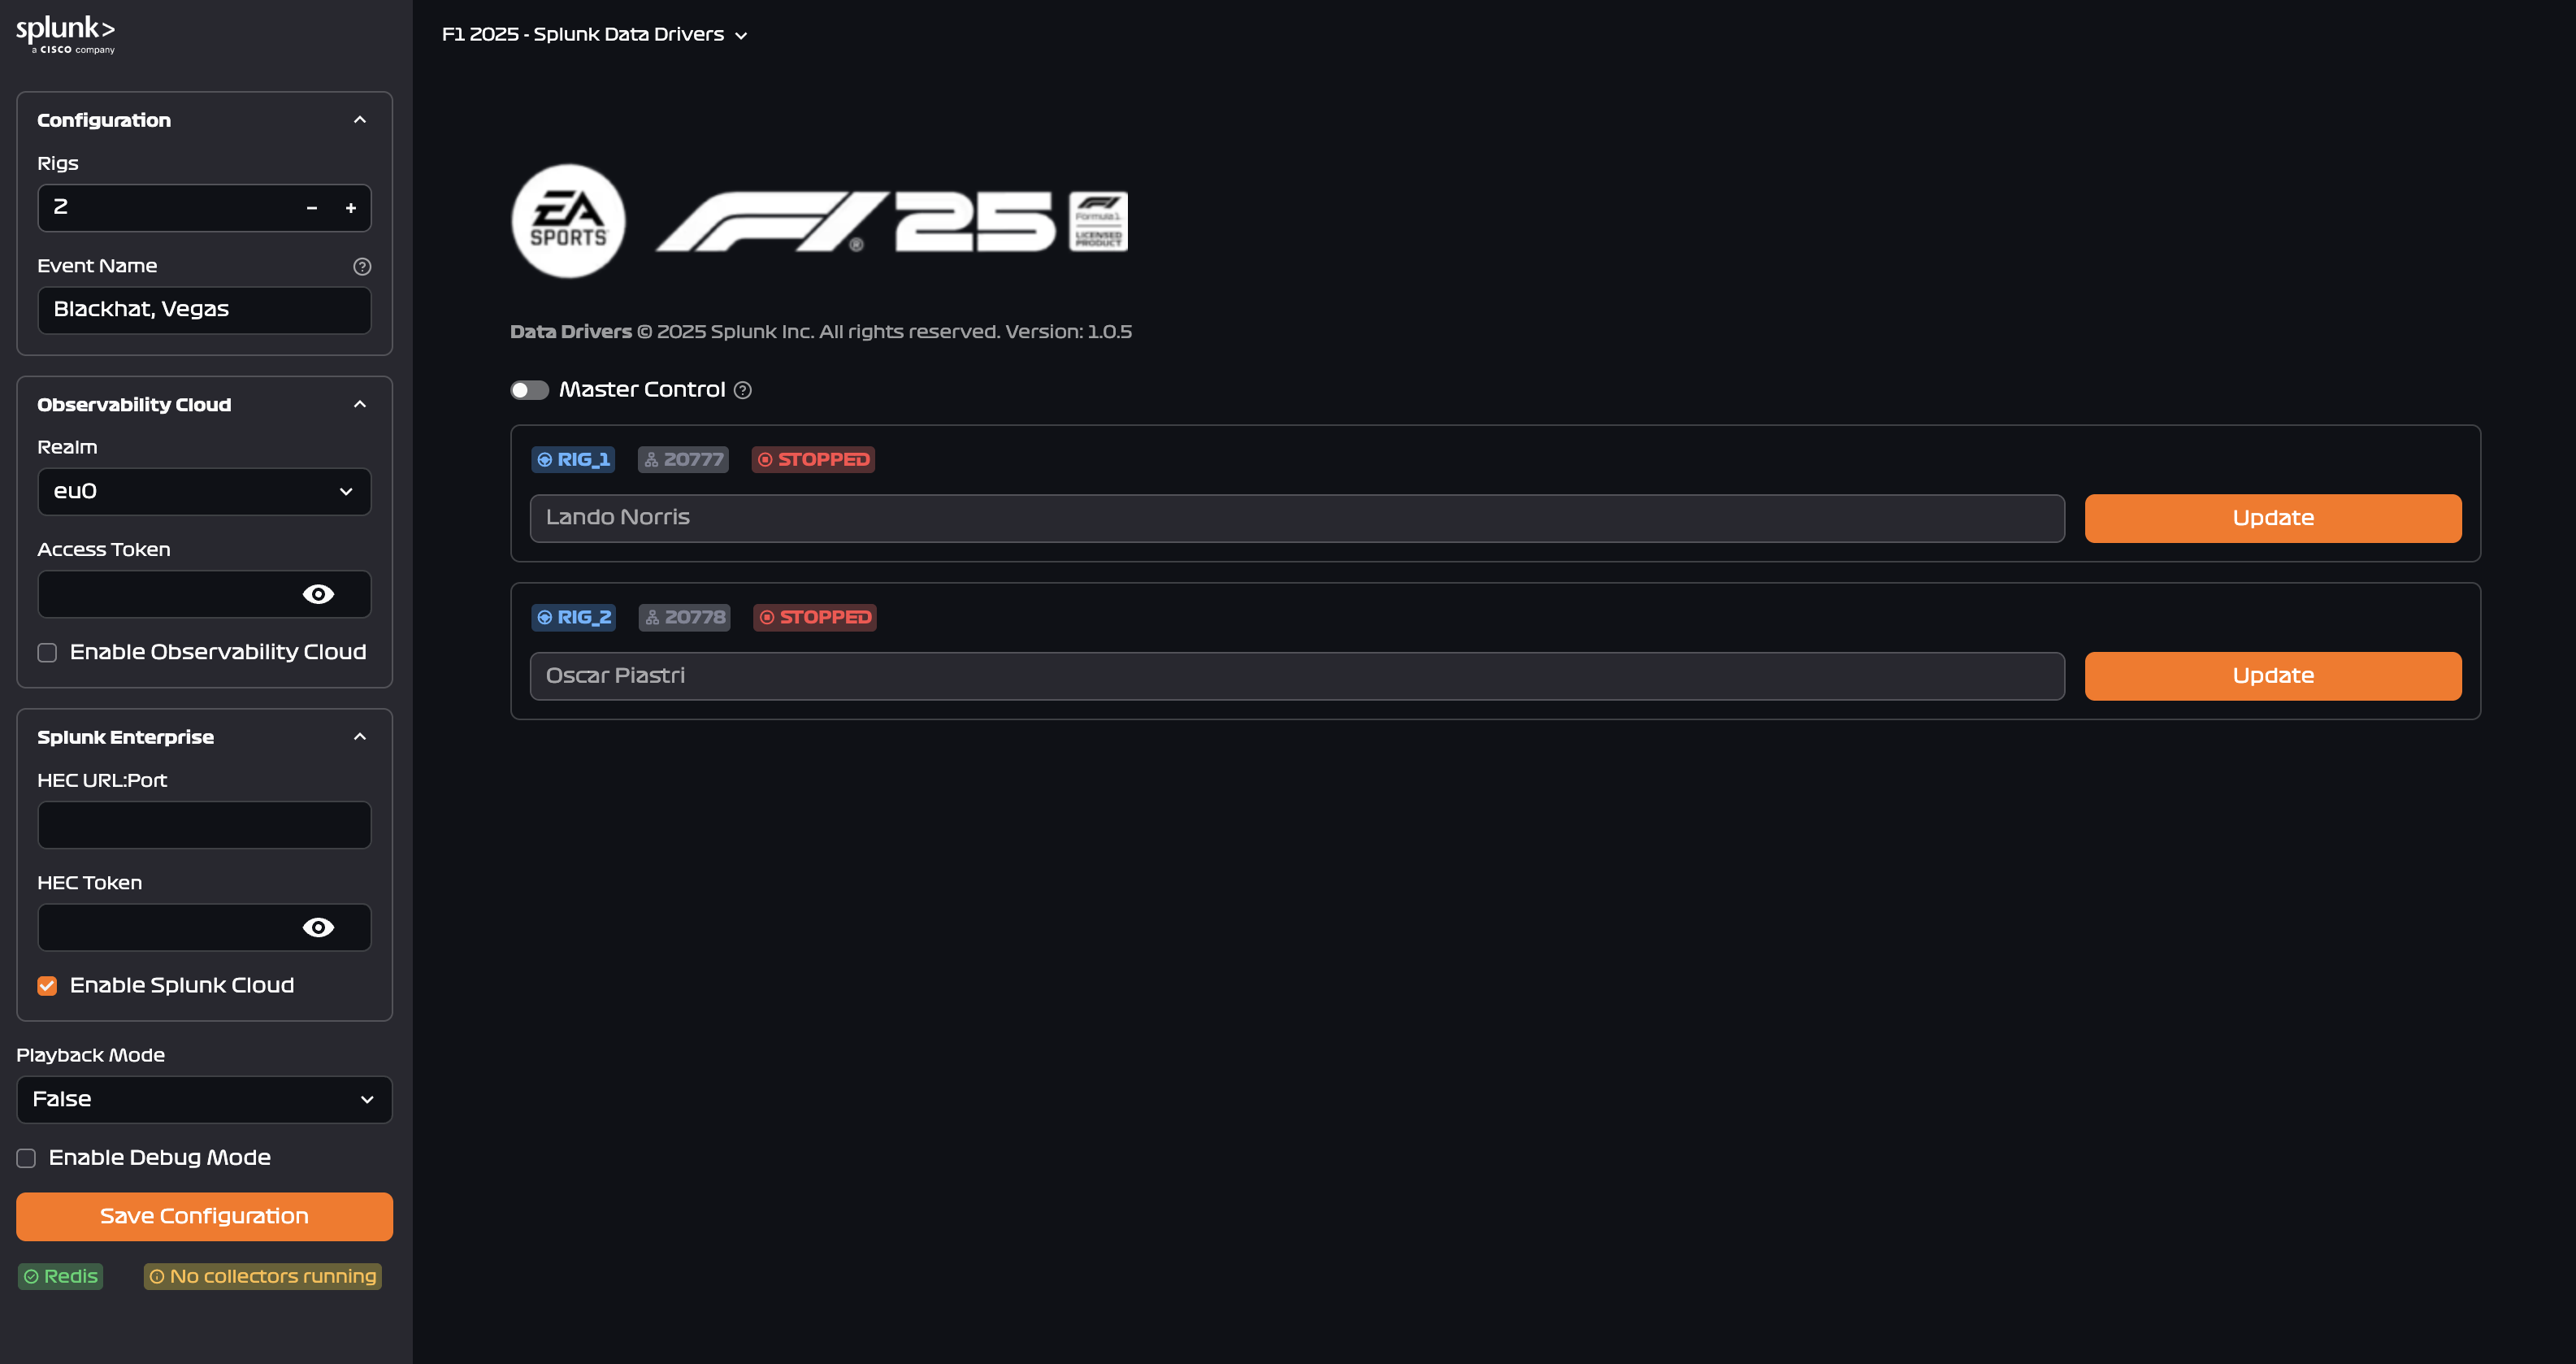 splunk>
a CISCO company
Configuration
Rigs
2
Event Name
Blackhat, Vegas
Observability Cloud
Realm
eu0
Access Token
Enable Observability Cloud
Splunk Enterprise
HEC URL:Port
HEC Token
Enable Splunk Cloud
Playback Mode
False
Enable Debug Mode
Save Configuration
Redis No collectors running
F1 2025 - Splunk Data Drivers
EA SPORTS F1® 25 F1 Formula 1 LICENSED PRODUCT
Data Drivers © 2025 Splunk Inc. All rights reserved. Version: 1.0.5
Master Control
RIG_1 20777 STOPPED
Lando Norris Update
RIG_2 20778 STOPPED
Oscar Piastri Update